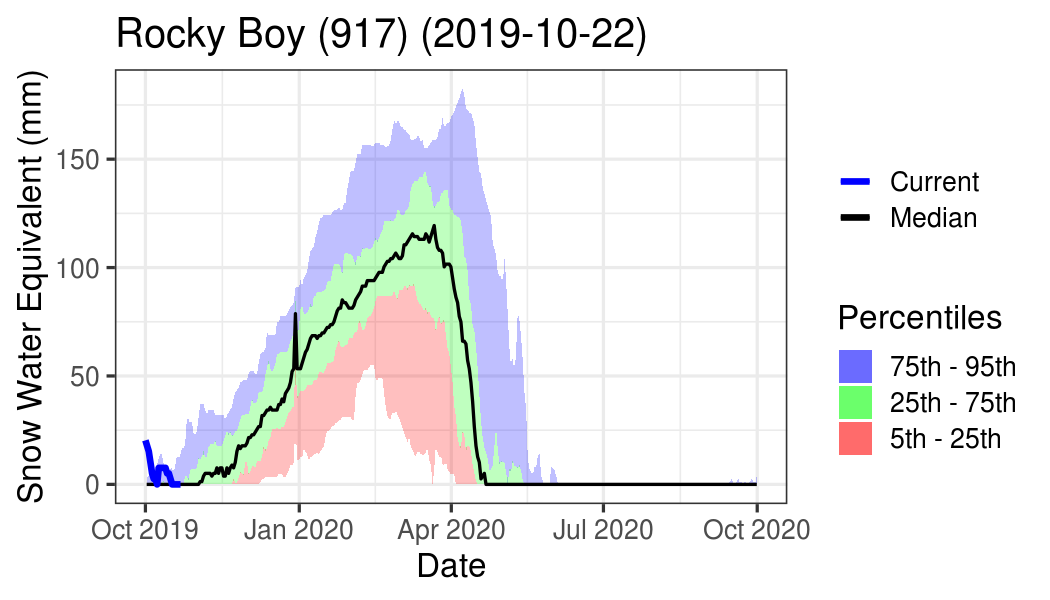 Rocky Boy (917) (2019-10-22)
Snow Water Equivalent (mm)
150
100
50
0
Oct 2019
Jan 2020
Apr 2020
Jul 2020
Oct 2020
Date
Current
Median
Percentiles
75th - 95th
25th - 75th
5th - 25th